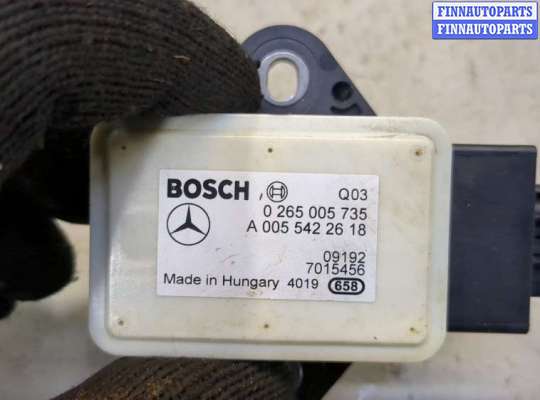 FINNAUTOPARTS
FINNAUTOPARTS
BOSCH Q03
0 265 005 735
A 005 542 26 18
09192
7015456
Made in Hungary 4019 658